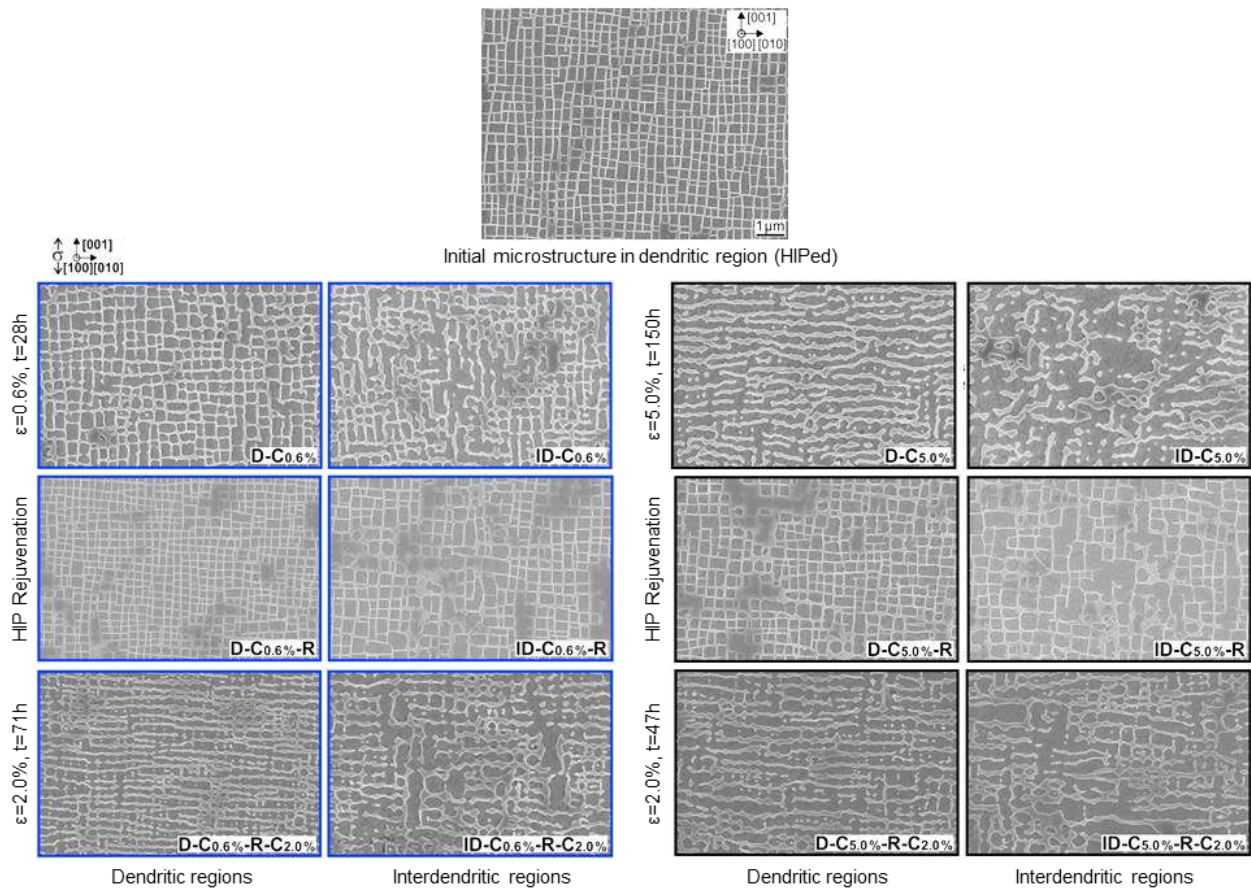 [001]
[100] [010]
1µm
Initial microstructure in dendritic region (HIPed)
σ
[001]
[100][010]
ε=0.6%, t=28h
D-C0.6%
ID-C0.6%
ε=5.0%, t=150h
D-C5.0%
ID-C5.0%
HIP Rejuvenation
D-C0.6%-R
ID-C0.6%-R
HIP Rejuvenation
D-C5.0%-R
ID-C5.0%-R
ε=2.0%, t=71h
D-C0.6%-R-C2.0%
ID-C0.6%-R-C2.0%
ε=2.0%, t=47h
D-C5.0%-R-C2.0%
ID-C5.0%-R-C2.0%
Dendritic regions
Interdendritic regions
Dendritic regions
Interdendritic regions